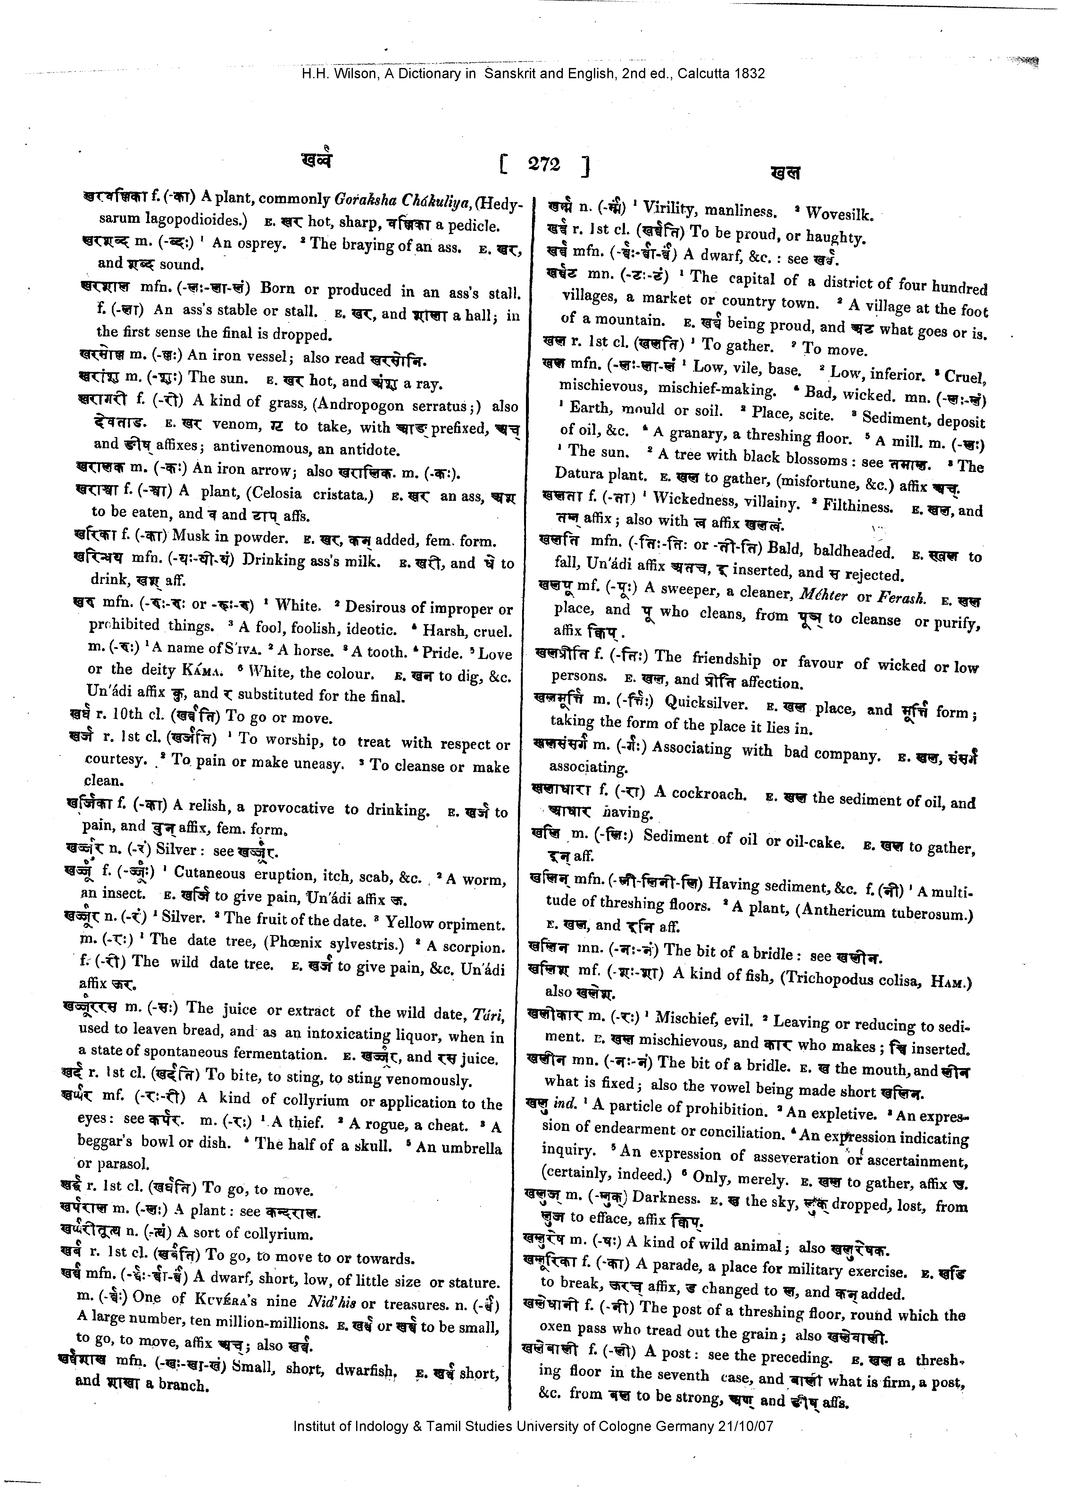 H.H. Wilson, A Dictionary in Sanskrit and English, 2nd ed., Calcutta 1832
खर्व्व
[ 272 ]
खल
खरवल्लिका f. (-का) A plant, commonly Goraksha Chákuliya, (Hedy-
sarum lagopodioides.) E. खर hot, sharp, वल्लिका a pedicle.
खरशब्द m. (-ब्दः) ¹ An osprey. ² The braying of an ass. E. खर,
and शब्द sound.
खरशाल mfn. (-लः-ला-लं) Born or produced in an ass's stall.
f. (-ला) An ass's stable or stall. E. खर, and शाला a hall; in
the first sense the final is dropped.
खरसोल्ल m. (-ल्लः) An iron vessel; also read खरसोनि.
खरांशु m. (-शुः) The sun. E. खर hot, and अंशु a ray.
खरागरी f. (-री) A kind of grass, (Andropogon serratus;) also
देवताड. E. खर venom, गॄ to take, with आङ् prefixed, अच्
and ङीष् affixes; antivenomous, an antidote.
खरालक m. (-कः) An iron arrow; also खरालिक. m. (-कः).
खराश्वा f. (-श्वा) A plant, (Celosia cristata.) E. खर an ass, अश
to be eaten, and व and टाप् affs.
खरिका f. (-का) Musk in powder. E. खर, कन् added, fem. form.
खरिन्धय mfn. (-यः-यी-यं) Drinking ass's milk. E. खरी, and धे to
drink, खश् aff.
खरु mfn. (-रुः-रुः or -रूः-रु) ¹ White. ² Desirous of improper or
prohibited things. ³ A fool, foolish, ideotic. ⁴ Harsh, cruel.
m. (-रुः) ¹ A name of S'IVA. ² A horse. ³ A tooth. ⁴ Pride. ⁵ Love
or the deity KÁMA. ⁶ White, the colour. E. खन to dig, &c.
Un'ádi affix कु, and र substituted for the final.
r. 10th cl. To go or move.
खर्ज r. 1st cl. (खर्जति) ¹ To worship, to treat with respect or
courtesy. ² To pain or make uneasy. ³ To cleanse or make
clean.
खर्जिका f. (-का) A relish, a provocative to drinking. E. खर्ज to
pain, and वुन् affix, fem. form.
खर्ज्जुर n. (-रं) Silver: see खर्ज्जूर.
खर्ज्जू f. (-र्ज्जूः) ¹ Cutaneous eruption, itch, scab, &c. ² A worm,
an insect. E. खर्ज to give pain, Un'ádi affix ऊ.
खर्ज्जूर n. (-रं) ¹ Silver. ² The fruit of the date. ³ Yellow orpiment.
m. (-रः) ¹ The date tree, (Phœnix sylvestris.) ² A scorpion.
f. (-री) The wild date tree. E. खर्ज to give pain, &c. Un'ádi
affix ऊर.
खर्ज्जूररस m. (-सः) The juice or extract of the wild date, Tári,
used to leaven bread, and as an intoxicating liquor, when in
a state of spontaneous fermentation. E. खर्ज्जूर, and रस juice.
खर्द r. 1st cl. (खर्दति) To bite, to sting, to sting venomously.
खर्पर mf. (-रः-री) A kind of collyrium or application to the
eyes: see कर्पर. m. (-रः) ¹ A thief. ² A rogue, a cheat. ³ A
beggar's bowl or dish. ⁴ The half of a skull. ⁵ An umbrella
or parasol.
r. 1st cl. To go, to move.
खर्पराल m. (-लः) A plant: see कन्दराल.
खर्परीतुत्थ n. (-त्थं) A sort of collyrium.
खर्ब r. 1st cl. (खर्बति) To go, to move to or towards.
खर्ब mfn. (-र्बः-र्बा-र्बं) A dwarf, short, low, of little size or stature.
m. (-र्बः) One of KUVÉRA's nine Nid'his or treasures. n. (-र्बं)
A large number, ten million-millions. E. खर्ब or खर्व to be small,
to go, to move, affix अच्; also खर्व.
खर्बशाख mfn. (-खः-खा-खं) Small, short, dwarfish. E. खर्ब short,
and शाखा a branch.
n. ¹ Virility, manliness. ² Wovesilk.
खर्व r. 1st cl. (खर्वति) To be proud, or haughty.
खर्व mfn. (-र्वः-र्वा-र्वं) A dwarf, &c. : see खर्ब.
खर्वट mn. (-टः-टं) ¹ The capital of a district of four hundred
villages, a market or country town. ² A village at the foot
of a mountain. E. खर्व being proud, and अट what goes or is.
खल r. 1st cl. (खलति) ¹ To gather. ² To move.
खल mfn. (-लः-ला-लं ¹ Low, vile, base. ² Low, inferior. ³ Cruel,
mischievous, mischief-making. ⁴ Bad, wicked. mn. (-लः-लं)
¹ Earth, mould or soil. ² Place, scite. ³ Sediment, deposit
of oil, &c. ⁴ A granary, a threshing floor. ⁵ A mill. m. (-लः)
¹ The sun. ² A tree with black blossoms : see तमाल. ³ The
Datura plant. E. खल to gather, (misfortune, &c.) affix अच्.
खलता f. (-ता) ¹ Wickedness, villainy. ² Filthiness. E. खल, and
तल् affix; also with त्व affix खलत्वं.
खलति mfn. (-तिः-तिः or -ती-ति) Bald, baldheaded. E. स्खल to
fall, Un'ádi affix अतच्, इ inserted, and स rejected.
खलपू mf. (-पूः) A sweeper, a cleaner, Méhter or Ferash. E. खल
place, and पू who cleans, from पूञ् to cleanse or purify,
affix क्विप्.
खलप्रीति f. (-तिः) The friendship or favour of wicked or low
persons. E. खल, and प्रीति affection.
खलमूर्त्ति m. (-र्त्तिः) Quicksilver. E. खल place, and मूर्त्ति form;
taking the form of the place it lies in.
खलसंसर्ग m. (-र्गः) Associating with bad company. E. खल, संसर्ग
associating.
खलाधारा f. (-रा) A cockroach. E. खल the sediment of oil, and
आधार having.
खलि m. (-लिः) Sediment of oil or oil-cake. E. खल to gather,
इन् aff.
खलिन् mfn. (-ली-लिनी-लि) Having sediment, &c. f. (नी) ¹ A multi-
tude of threshing floors. ² A plant, (Anthericum tuberosum.)
E. खल, and इनि aff.
खलिन mn. (-नः-नं) The bit of a bridle : see खलीन.
खलिश mf. (-शः-शा) A kind of fish, (Trichopodus colisa, HAM.)
also खलेश.
खलीकार m. (-रः) ¹ Mischief, evil. ² Leaving or reducing to sedi-
ment. E. खल mischievous, and कार who makes; च्वि inserted.
खलीन mn. (-नः-नं) The bit of a bridle. E. ख the mouth, and लीन
what is fixed; also the vowel being made short खलिन.
खलु ind. ¹ A particle of prohibition. ² An expletive. ³ An expres-
sion of endearment or conciliation. ⁴ An expression indicating
inquiry. ⁵ An expression of asseveration or ascertainment,
(certainly, indeed.) ⁶ Only, merely. E. खल to gather, affix उ.
खलुज् m. (-लुक्) Darkness. E. ख the sky, dropped, lost, from
लुज to efface, affix क्विप्.
खलुरेष m. (-षः) A kind of wild animal; also खलुरेषक.
खलूरिका f. (-का) A parade, a place for military exercise. E. खडि
to break, ऊरच् affix, ड changed to ल, and कन् added.
खलेधानी f. (-नी) The post of a threshing floor, round which the
oxen pass who tread out the grain; also खलेवाली.
खलेवाली f. (-ली) A post: see the preceding. E. खल a thresh-
ing floor in the seventh case, and वाली what is firm, a post,
&c. from बल to be strong, अण् and ङीष् affs.
Institut of Indology & Tamil Studies University of Cologne Germany 21/10/07